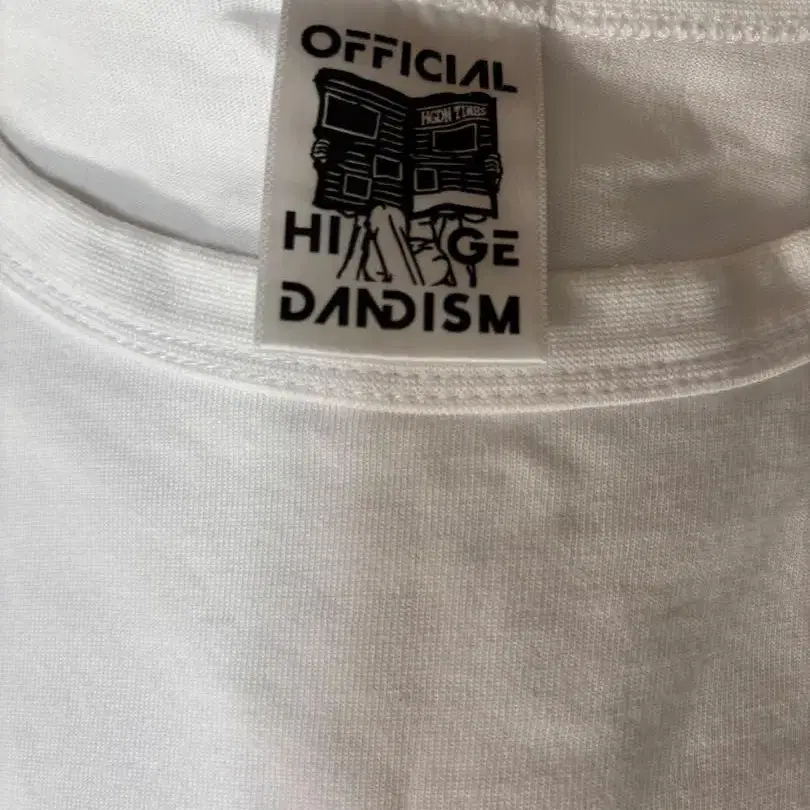 OFFICIAL
HGDN TIMES
HIGE
DANDISM